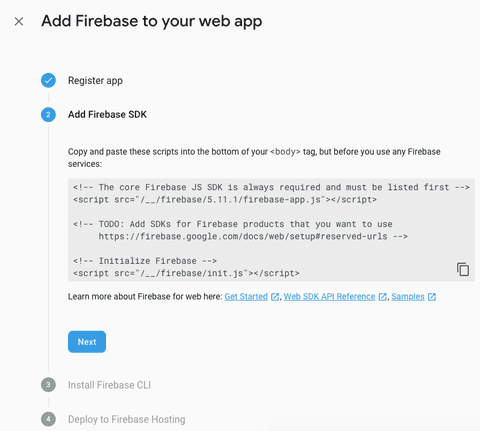 Add Firebase to your web app
Register app
2 Add Firebase SDK
Copy and paste these scripts into the bottom of your <body> tag, but before you use any Firebase
services:
<!-- The core Firebase JS SDK is always required and must be listed first -->
<script src="/__/firebase/5.11.1/firebase-app.js"></script>
<!-- TODO: Add SDKs for Firebase products that you want to use
https://firebase.google.com/docs/web/setup#reserved-urls -->
<!-- Initialize Firebase -->
<script src="/__/firebase/init.js"></script>
Learn more about Firebase for web here: Get Started, Web SDK API Reference, Samples
Next
3 Install Firebase CLI
4 Deploy to Firebase Hosting